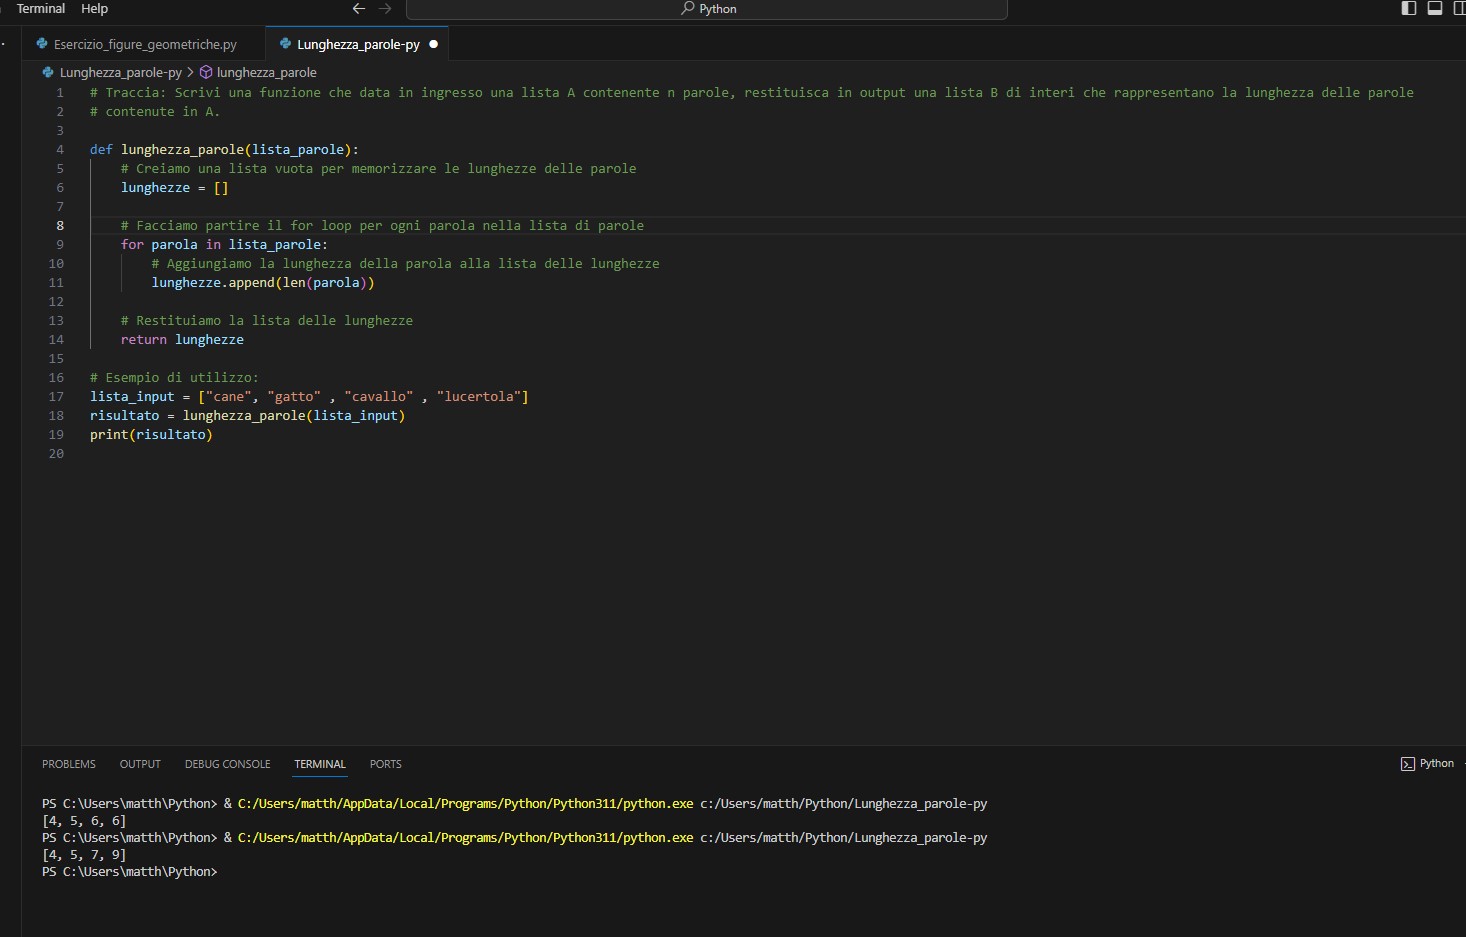 Terminal Help Python
Esercizio_figure_geometriche.py Lunghezza_parole-py
Lunghezza_parole-py > lunghezza_parole
1 # Traccia: Scrivi una funzione che data in ingresso una lista A contenente n parole, restituisca in output una lista B di interi che rappresentano la lunghezza delle parole
2 # contenute in A.
3
4 def lunghezza_parole(lista_parole):
5 # Creiamo una lista vuota per memorizzare le lunghezze delle parole
6 lunghezze = []
7
8 # Facciamo partire il for loop per ogni parola nella lista di parole
9 for parola in lista_parole:
10 # Aggiungiamo la lunghezza della parola alla lista delle lunghezze
11 lunghezze.append(len(parola))
12
13 # Restituiamo la lista delle lunghezze
14 return lunghezze
15
16 # Esempio di utilizzo:
17 lista_input = ["cane", "gatto" , "cavallo" , "lucertola"]
18 risultato = lunghezza_parole(lista_input)
19 print(risultato)
20
PROBLEMS OUTPUT DEBUG CONSOLE TERMINAL PORTS Python
PS C:\Users\matth\Python> & C:/Users/matth/AppData/Local/Programs/Python/Python311/python.exe c:/Users/matth/Python/Lunghezza_parole-py
[4, 5, 6, 6]
PS C:\Users\matth\Python> & C:/Users/matth/AppData/Local/Programs/Python/Python311/python.exe c:/Users/matth/Python/Lunghezza_parole-py
[4, 5, 7, 9]
PS C:\Users\matth\Python>